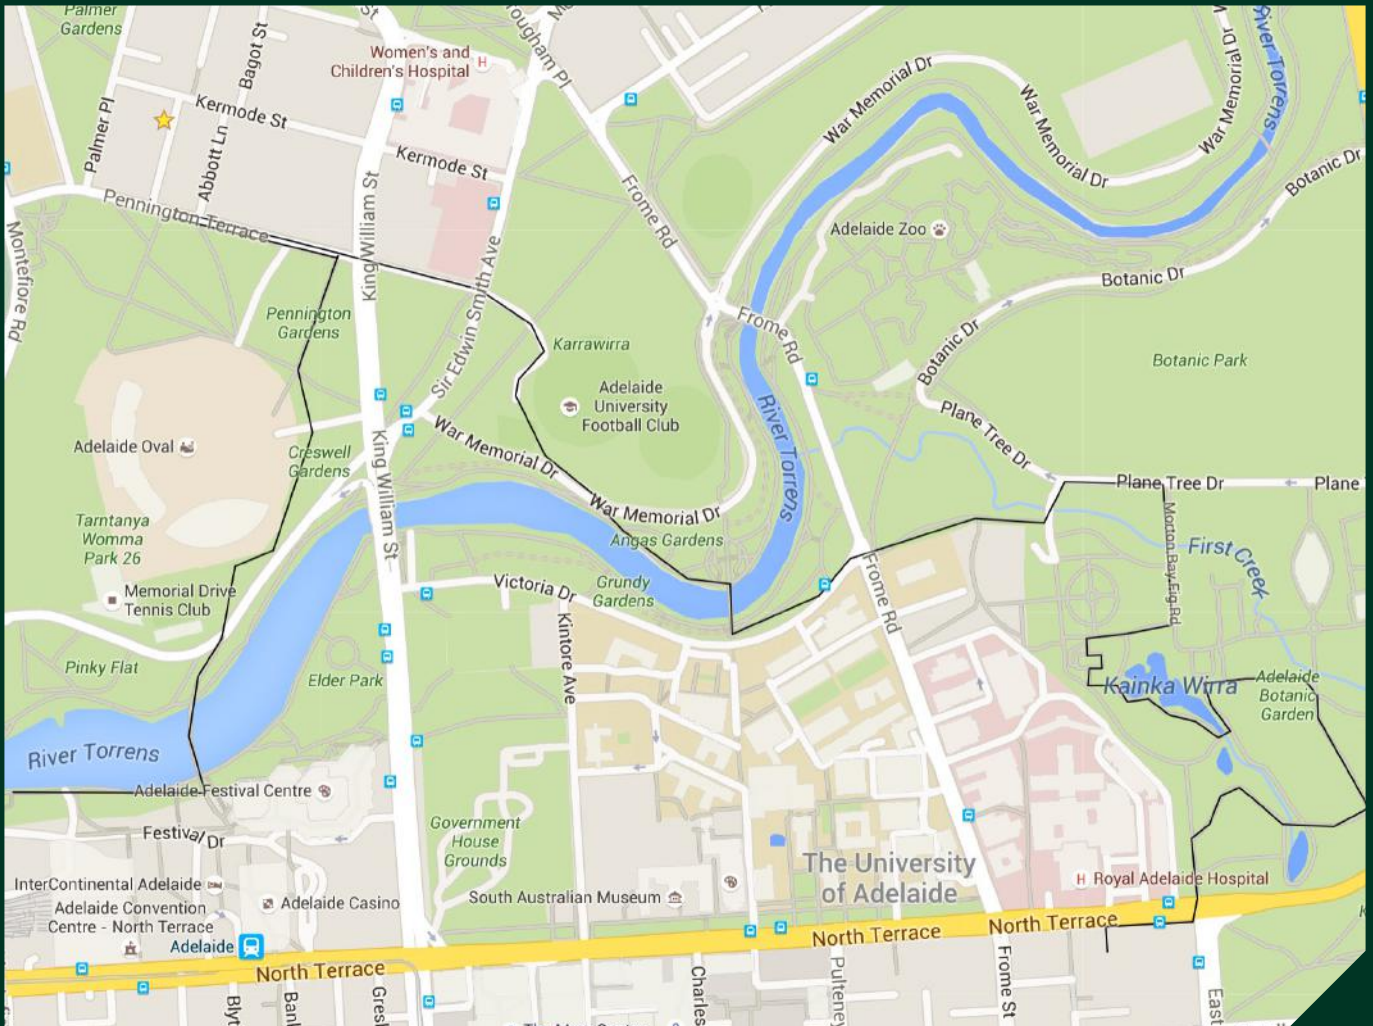 Palmer
Gardens
Bagot St
St
Women's and
Children's Hospital
H
Kermode St
Palmer Pl
Abbott Ln
Kermode St
Pennington Terrace
Montefiore Rd
King William St
Sir Edwin Smith Ave
Frome Rd
War Memorial Dr
War Memorial Dr
War Memorial Dr
River Torrens
Botanic Dr
Adelaide Zoo
Botanic Dr
Botanic Dr
Frome Rd
Pennington
Gardens
Karrawirra
Botanic Park
Adelaide
University
Football Club
River Torrens
Plane Tree Dr
Adelaide Oval
Creswell
Gardens
War Memorial Dr
King William St
Plane Tree Dr
Plane
War Memorial Dr
Angas Gardens
Morton Bay Fig Rd
First Creek
Tarntanya
Womma
Park 26
Memorial Drive
Tennis Club
Victoria Dr
Grundy
Gardens
Frome Rd
Kintore Ave
Pinky Flat
Elder Park
Kainka Wirra
Adelaide
Botanic
Garden
River Torrens
Adelaide Festival Centre
Festival Dr
Government
House
Grounds
The University
of Adelaide
InterContinental Adelaide
Adelaide Casino
South Australian Museum
H
Royal Adelaide Hospital
Adelaide Convention
Centre - North Terrace
Adelaide
North Terrace
North Terrace
North Terrace
Charles
Pulteney
Frome St
East